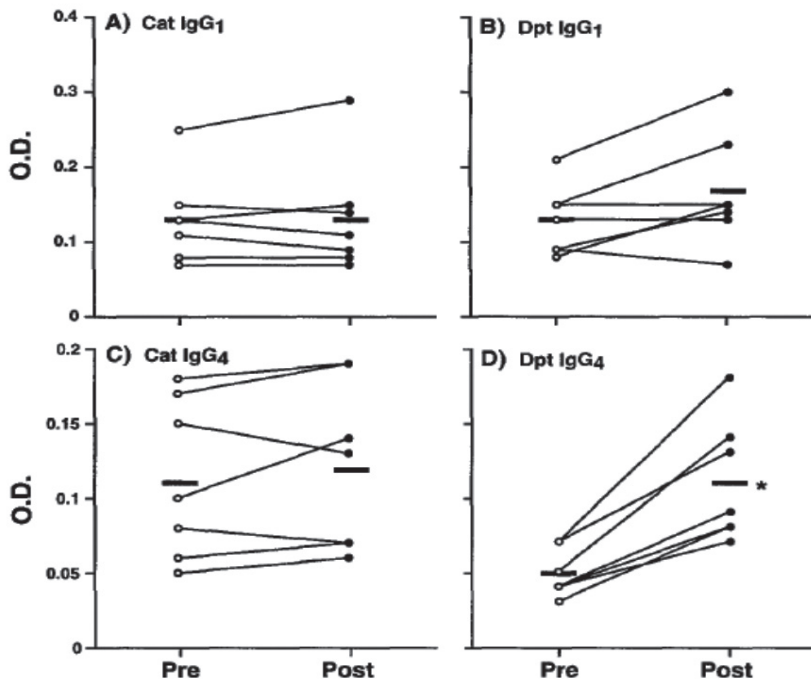 A) Cat IgG1
B) Dpt IgG1
0.4
0.3
0.2
0.1
0
O.D.
C) Cat IgG4
D) Dpt IgG4
0.2
0.15
0.1
0.05
0
O.D.
*
Pre
Post
Pre
Post